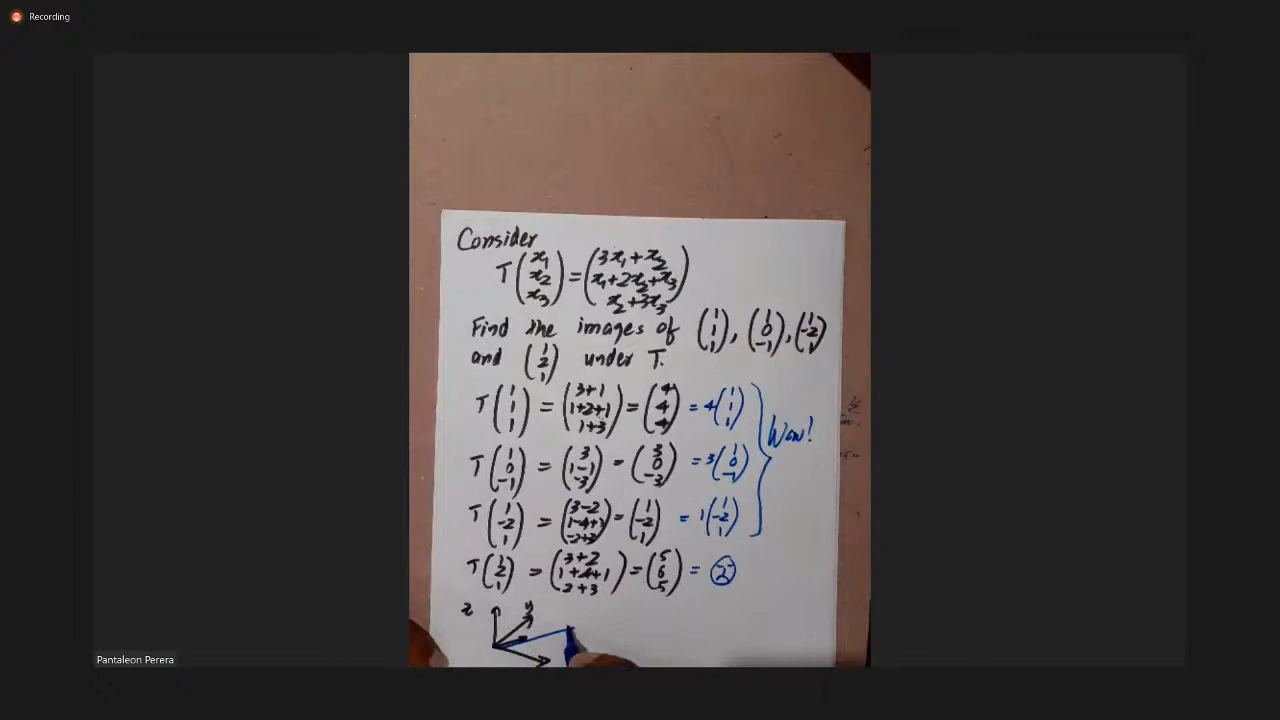 Recording
Consider
T(x1 x2 x3) = (3x1+x2 x1+2x2+x3 x2+3x3)
Find the images of (1 1 1), (1 0 -1), (1 -2 1)
and (1 2 1) under T.
T(1 1 1) = (3+1 1+2+1 1+3) = (4 4 4) = 4(1 1 1)
Wow!
T(1 0 -1) = (3 1-1 -3) = (3 0 -3) = 3(1 0 -1)
T(1 -2 1) = (3-2 1-4+1 -2+3) = (1 -2 1) = 1(1 -2 1)
T(1 2 1) = (3+2 1+4+1 2+3) = (5 6 5) =
z y
Pantaleon Perera